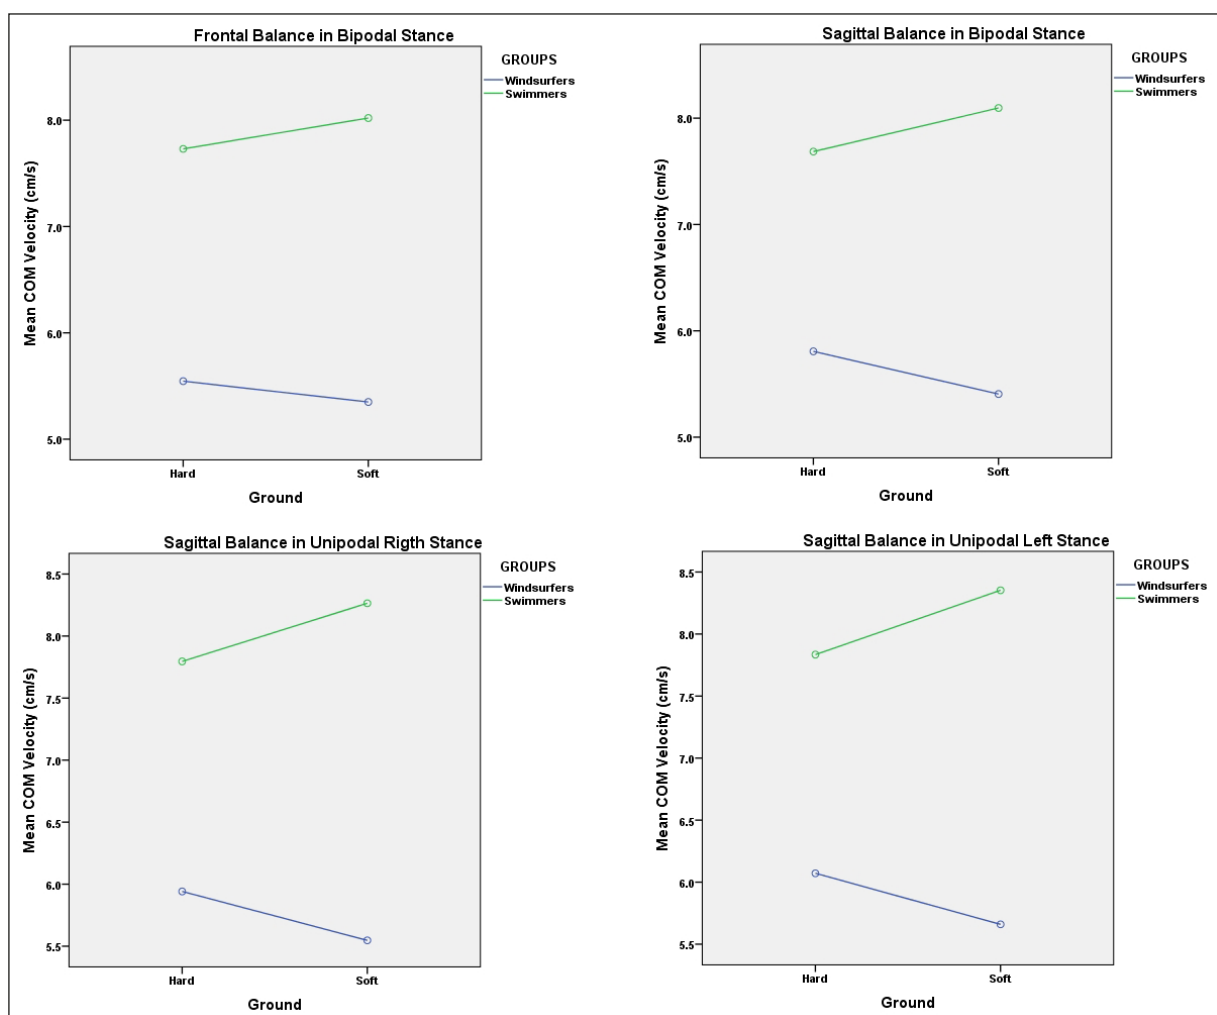 Frontal Balance in Bipodal Stance
GROUPS
Windsurfers
Swimmers
8.0
7.0
6.0
5.0
Mean COM Velocity (cm/s)
Hard
Soft
Ground
Sagittal Balance in Bipodal Stance
GROUPS
Windsurfers
Swimmers
8.0
7.0
6.0
5.0
Mean COM Velocity (cm/s)
Hard
Soft
Ground
Sagittal Balance in Unipodal Rigth Stance
GROUPS
Windsurfers
Swimmers
8.5
8.0
7.5
7.0
6.5
6.0
5.5
Mean COM Velocity (cm/s)
Hard
Soft
Ground
Sagittal Balance in Unipodal Left Stance
GROUPS
Windsurfers
Swimmers
8.5
8.0
7.5
7.0
6.5
6.0
5.5
Mean COM Velocity (cm/s)
Hard
Soft
Ground